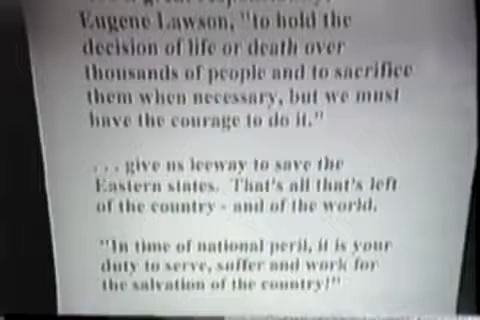 Eugene Lawson, "to hold the
decision of life or death over
thousands of people and to sacrifice
them when necessary, but we must
have the courage to do it."
. . . give us leeway to save the
Eastern states. That's all that's left
of the country - and of the world.
"In time of national peril, it is your
duty to serve, suffer and work for
the salvation of the country!"